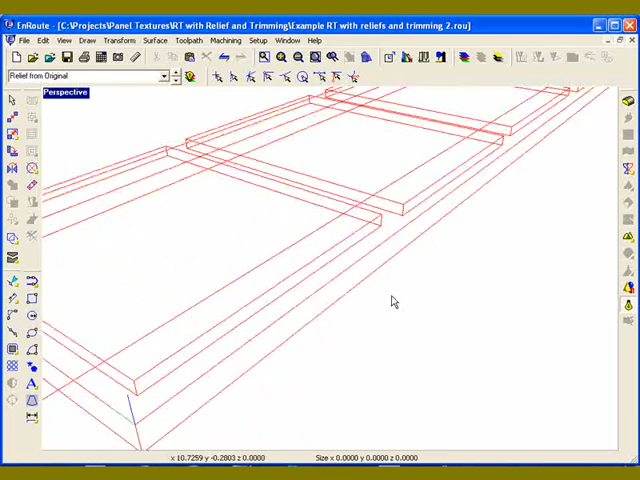 EnRoute - [C:\Projects\Panel Textures\RT with Relief and Trimming\Example RT with reliefs and trimming 2.rou]
File Edit View Draw Transform Surface Toolpath Machining Setup Window Help
Relief from Original
Perspective
x 10.7259 y -0.2803 z 0.0000 Size x 0.0000 y 0.0000 z 0.0000